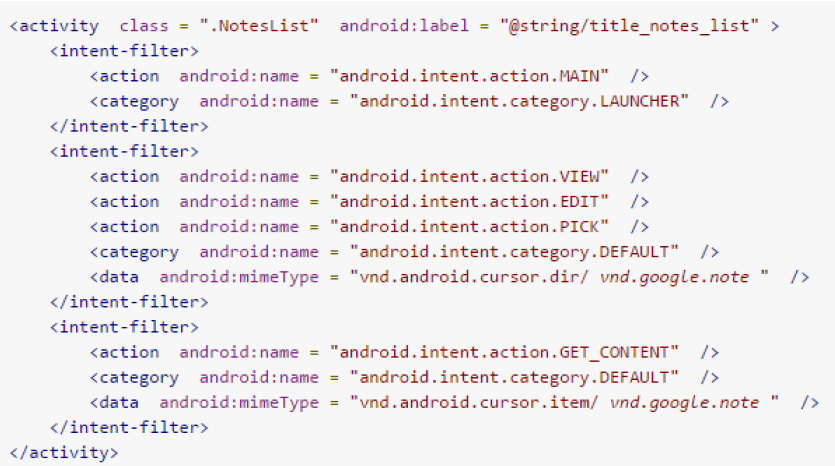 <activity  class = ".NotesList"  android:label = "@string/title_notes_list" >
    <intent-filter>
        <action  android:name = "android.intent.action.MAIN"  />
        <category  android:name = "android.intent.category.LAUNCHER"  />
    </intent-filter>
    <intent-filter>
        <action  android:name = "android.intent.action.VIEW"  />
        <action  android:name = "android.intent.action.EDIT"  />
        <action  android:name = "android.intent.action.PICK"  />
        <category  android:name = "android.intent.category.DEFAULT"  />
        <data  android:mimeType = "vnd.android.cursor.dir/ vnd.google.note "  />
    </intent-filter>
    <intent-filter>
        <action  android:name = "android.intent.action.GET_CONTENT"  />
        <category  android:name = "android.intent.category.DEFAULT"  />
        <data  android:mimeType = "vnd.android.cursor.item/ vnd.google.note "  />
    </intent-filter>
</activity>